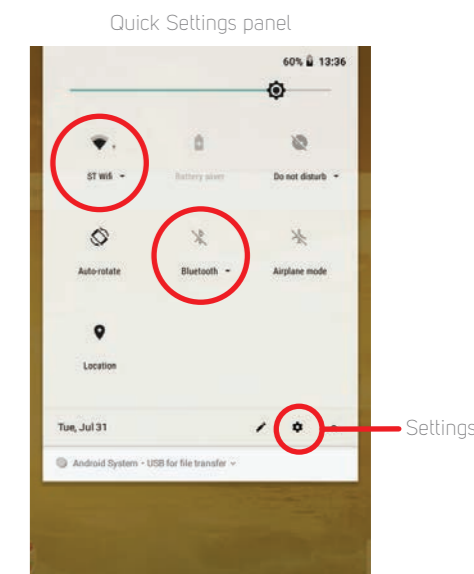 Quick Settings panel
60% 13:36
ST Wifi
Battery saver
Do not disturb
Auto-rotate
Bluetooth
Airplane mode
Location
Tue, Jul 31
Settings
Android System • USB for file transfer